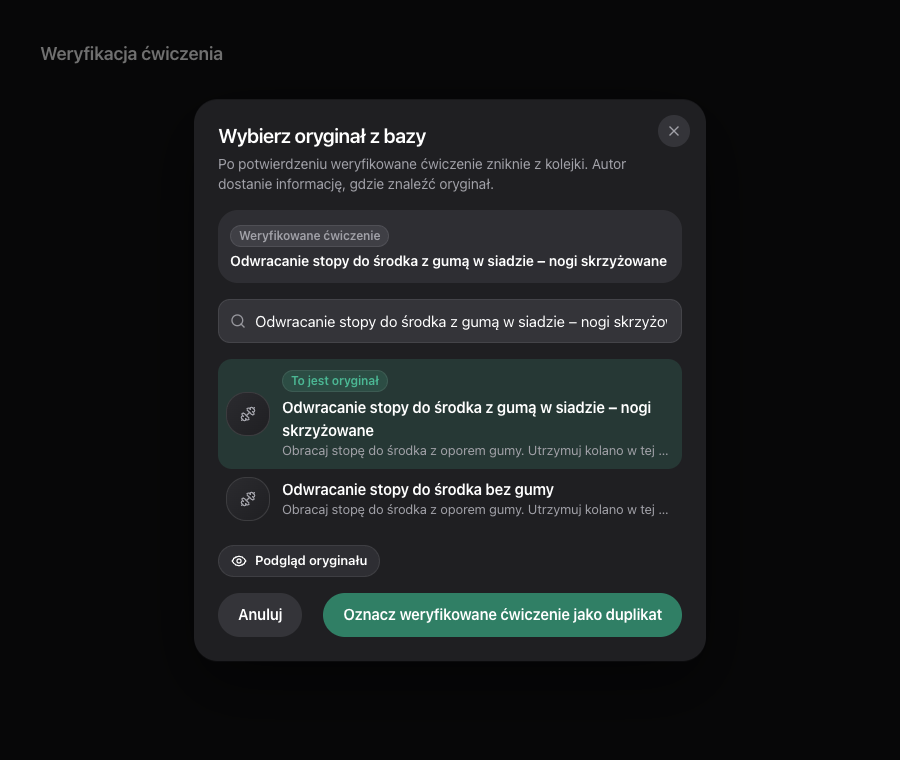 Weryfikacja ćwiczenia
Wybierz oryginał z bazy
Po potwierdzeniu weryfikowane ćwiczenie zniknie z kolejki. Autor
dostanie informację, gdzie znaleźć oryginał.
Weryfikowane ćwiczenie
Odwracanie stopy do środka z gumą w siadzie – nogi skrzyżowane
Odwracanie stopy do środka z gumą w siadzie – nogi skrzyżow
To jest oryginał
Odwracanie stopy do środka z gumą w siadzie – nogi
skrzyżowane
Obracaj stopę do środka z oporem gumy. Utrzymuj kolano w tej ...
Odwracanie stopy do środka bez gumy
Obracaj stopę do środka z oporem gumy. Utrzymuj kolano w tej ...
Podgląd oryginału
Anuluj
Oznacz weryfikowane ćwiczenie jako duplikat